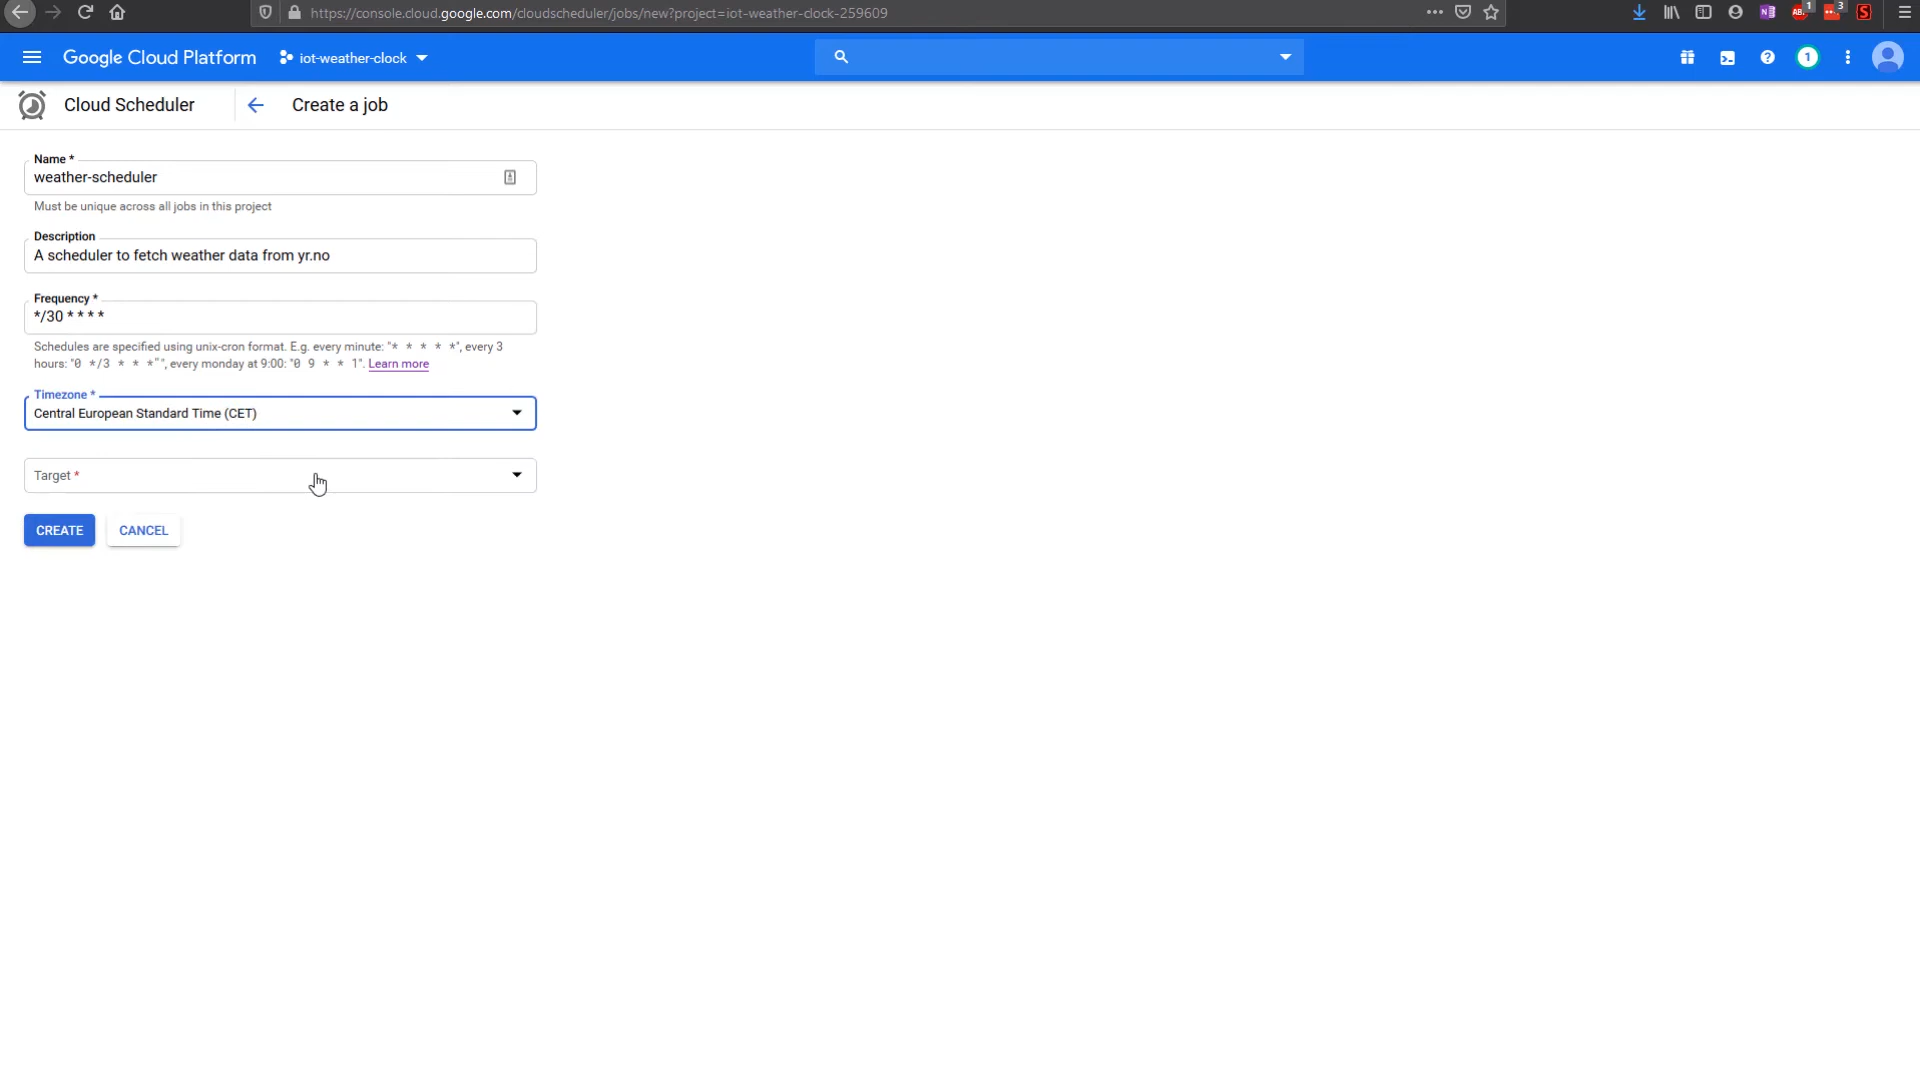 https://console.cloud.google.com/cloudscheduler/jobs/new?project=iot-weather-clock-259609
1
3
Google Cloud Platform
iot-weather-clock
1
Cloud Scheduler
Create a job
Name *
weather-scheduler
Must be unique across all jobs in this project
Description
A scheduler to fetch weather data from yr.no
Frequency *
*/30 * * * *
Schedules are specified using unix-cron format. E.g. every minute: "* * * * *", every 3
hours: "0 */3 * * *"", every monday at 9:00: "0 9 * * 1". Learn more
Timezone *
Central European Standard Time (CET)
Target *
CREATE
CANCEL